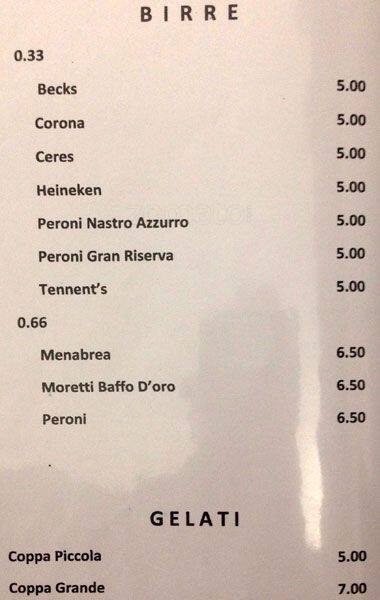 BIRRE
0.33
Becks 5.00
Corona 5.00
Ceres 5.00
Heineken 5.00
Peroni Nastro Azzurro 5.00
Peroni Gran Riserva 5.00
Tennent's 5.00
0.66
Menabrea 6.50
Moretti Baffo D'oro 6.50
Peroni 6.50
GELATI
Coppa Piccola 5.00
Coppa Grande 7.00